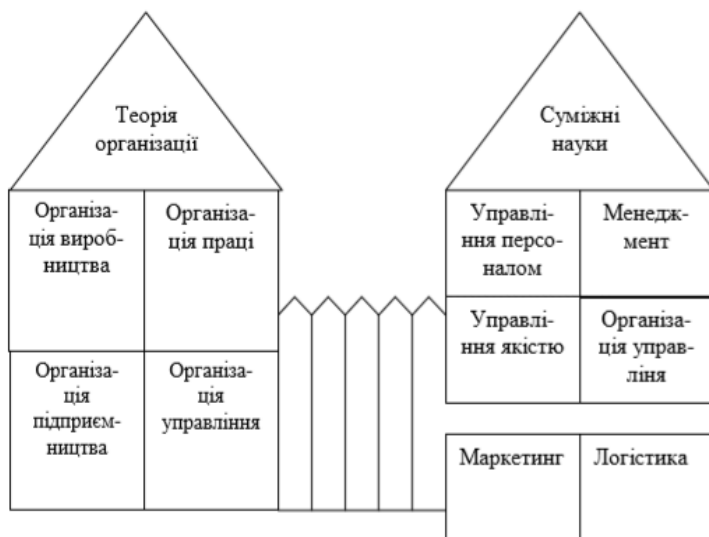 Теорія
організації
Організа-
ція вироб-
ництва
Організа-
ція праці
Організа-
ція
підприєм-
ництва
Організа-
ція
управління
Суміжні
науки
Управлі-
ння персо-
налом
Менедж-
мент
Управлі-
ння якістю
Організа-
ція управ-
ліня
Маркетинг
Логістика